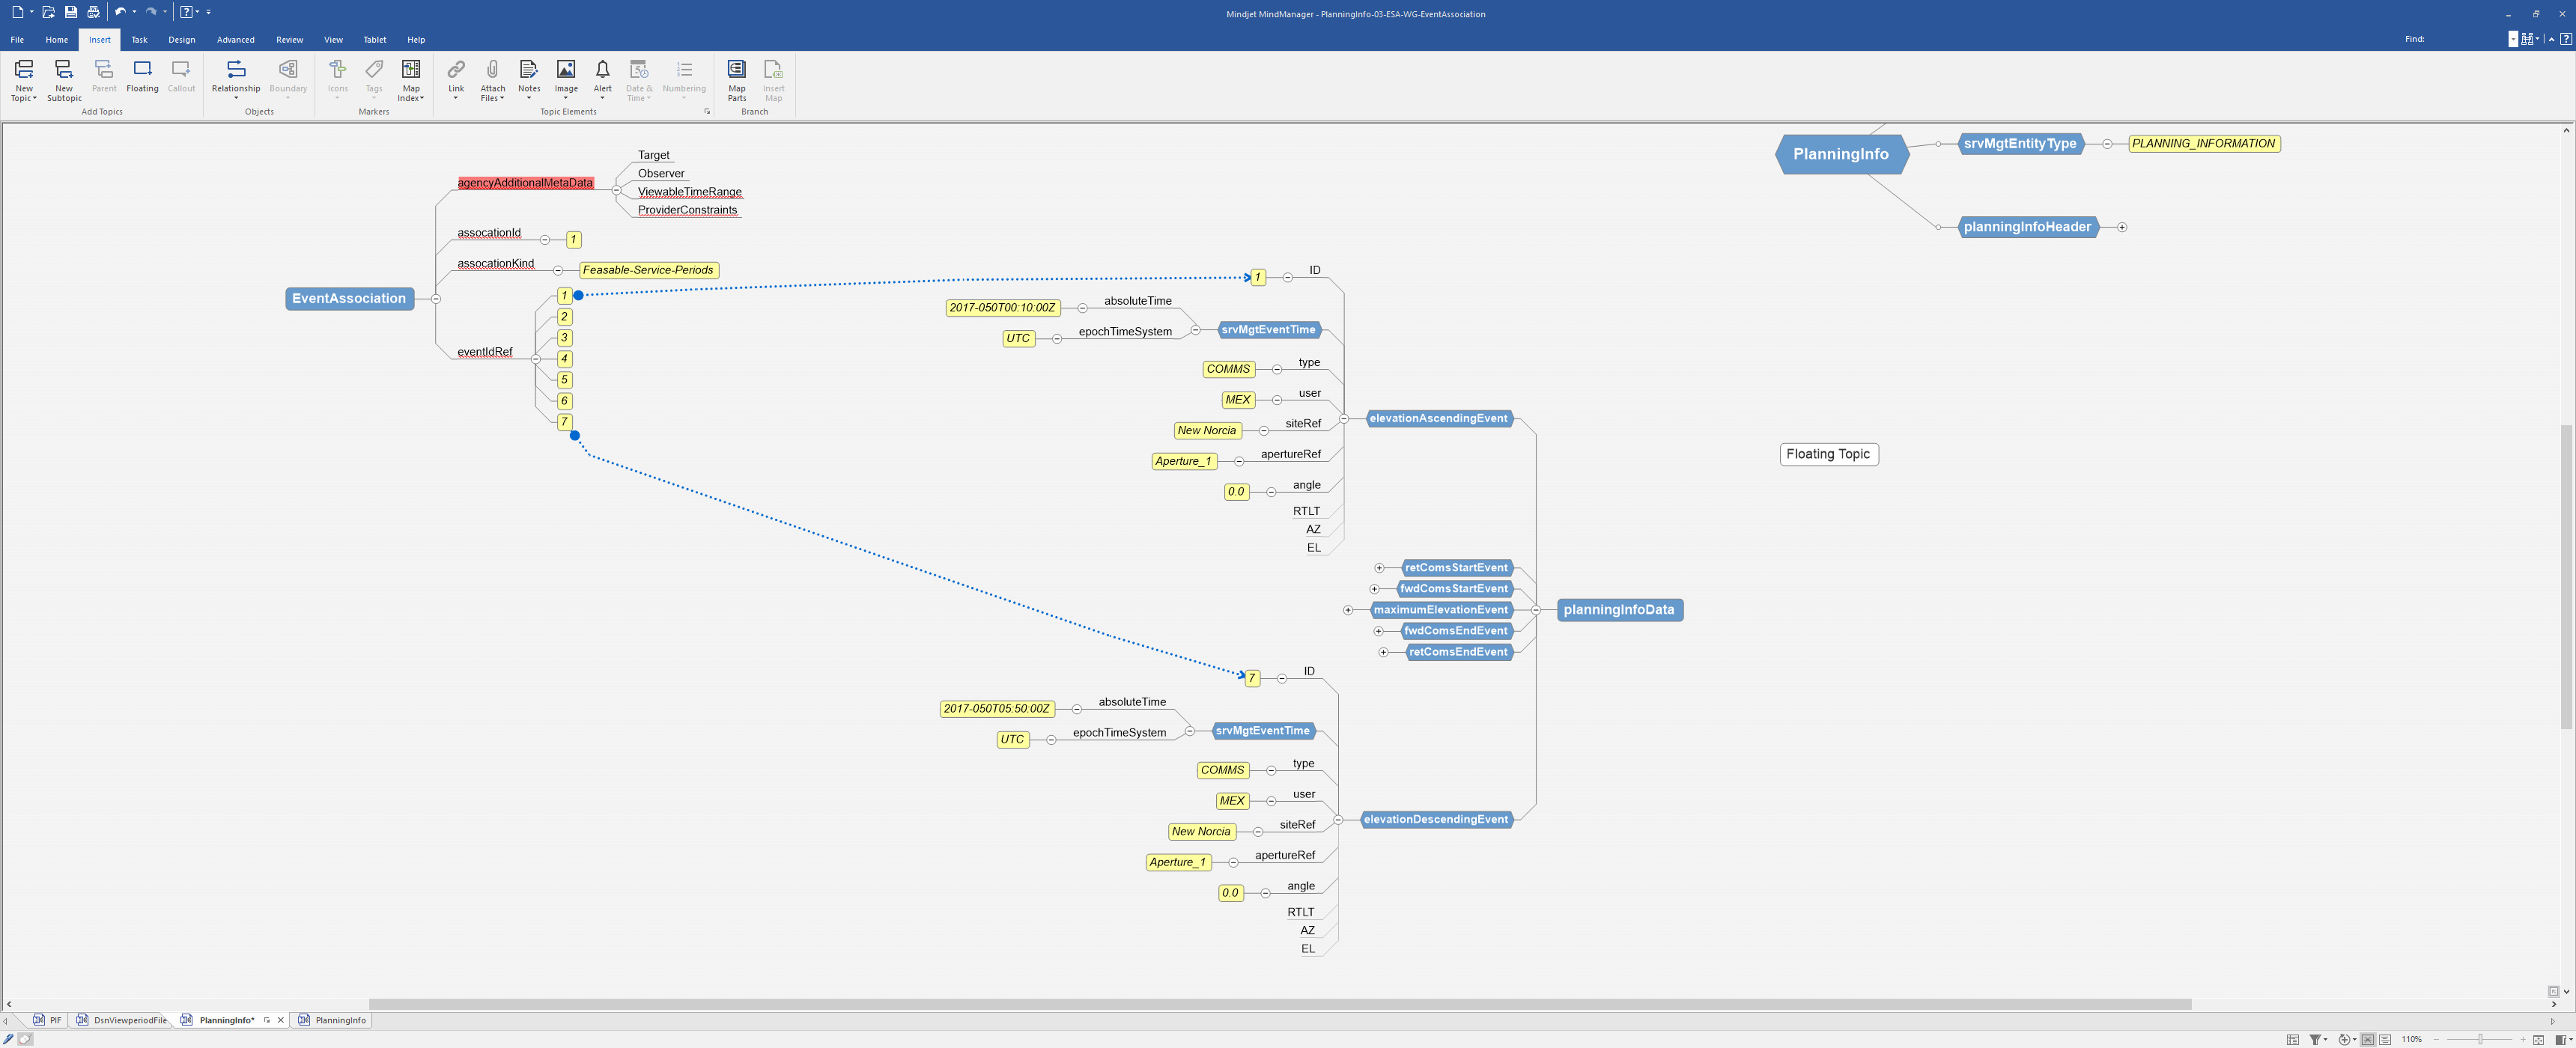 Mindjet MindManager - PlanningInfo-03-ESA-WG-EventAssociation
File Home Insert Task Design Advanced Review View Tablet Help
Find:
New Topic
New Subtopic
Parent
Floating
Callout
Relationship
Boundary
Icons
Tags
Map Index
Link
Attach Files
Notes
Image
Alert
Date & Time
Numbering
Map Parts
Insert Map
Add Topics
Objects
Markers
Topic Elements
Branch
EventAssociation
agencyAdditionalMetaData
Target
Observer
ViewableTimeRange
ProviderConstraints
assocationId
1
assocationKind
Feasable-Service-Periods
eventIdRef
1
2
3
4
5
6
7
PlanningInfo
srvMgtEntityType
PLANNING_INFORMATION
planningInfoHeader
Floating Topic
planningInfoData
elevationAscendingEvent
1
ID
2017-050T00:10:00Z
absoluteTime
UTC
epochTimeSystem
srvMgtEventTime
COMMS
type
MEX
user
New Norcia
siteRef
Aperture_1
apertureRef
0.0
angle
RTLT
AZ
EL
retComsStartEvent
fwdComsStartEvent
maximumElevationEvent
fwdComsEndEvent
retComsEndEvent
elevationDescendingEvent
7
ID
2017-050T05:50:00Z
absoluteTime
UTC
epochTimeSystem
srvMgtEventTime
COMMS
type
MEX
user
New Norcia
siteRef
Aperture_1
apertureRef
0.0
angle
RTLT
AZ
EL
PIF
DsnViewperiodFile
PlanningInfo*
PlanningInfo
110%